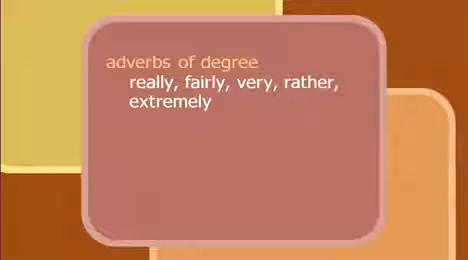 adverbs of degree
really, fairly, very, rather,
extremely